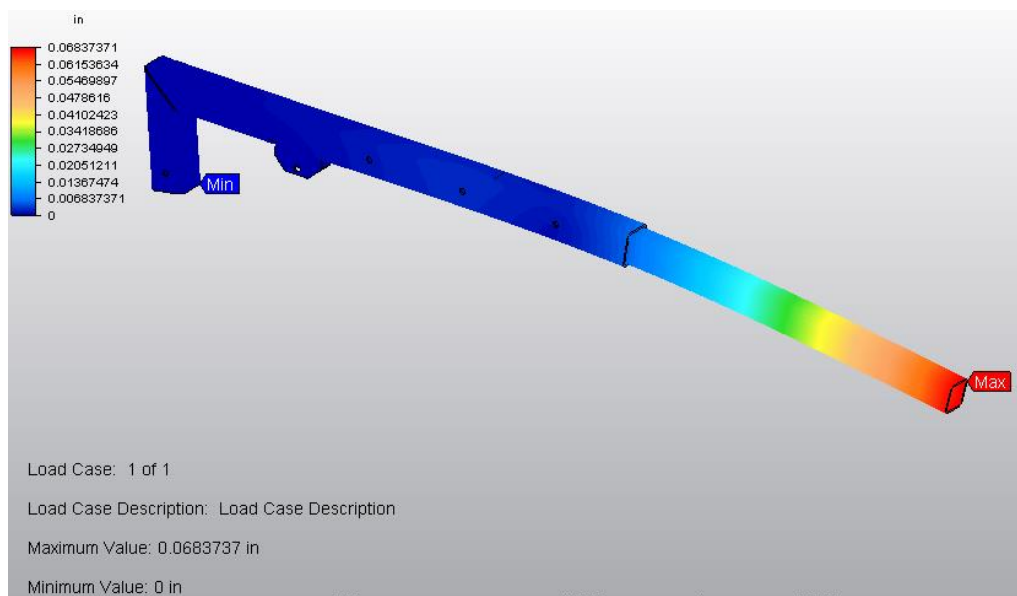 in
0.06837371
0.06153634
0.05469897
0.0478616
0.04102423
0.03418686
0.02734949
0.02051211
0.01367474
0.006837371
0
Min
Max
Load Case: 1 of 1
Load Case Description: Load Case Description
Maximum Value: 0.0683737 in
Minimum Value: 0 in